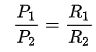 P₁/P₂ = R₁/R₂